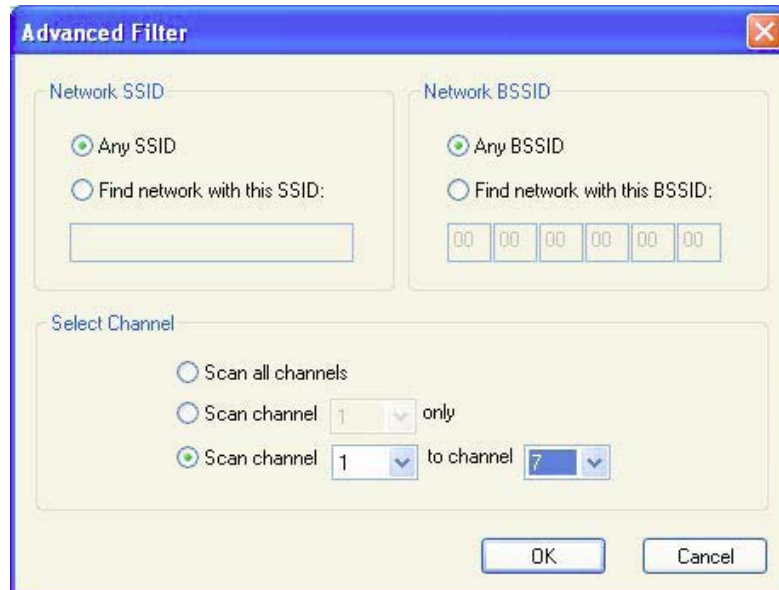 Advanced Filter
Network SSID
Any SSID
Find network with this SSID:
Network BSSID
Any BSSID
Find network with this BSSID:
00 00 00 00 00 00
Select Channel
Scan all channels
Scan channel 1 only
Scan channel 1 to channel 7
OK Cancel